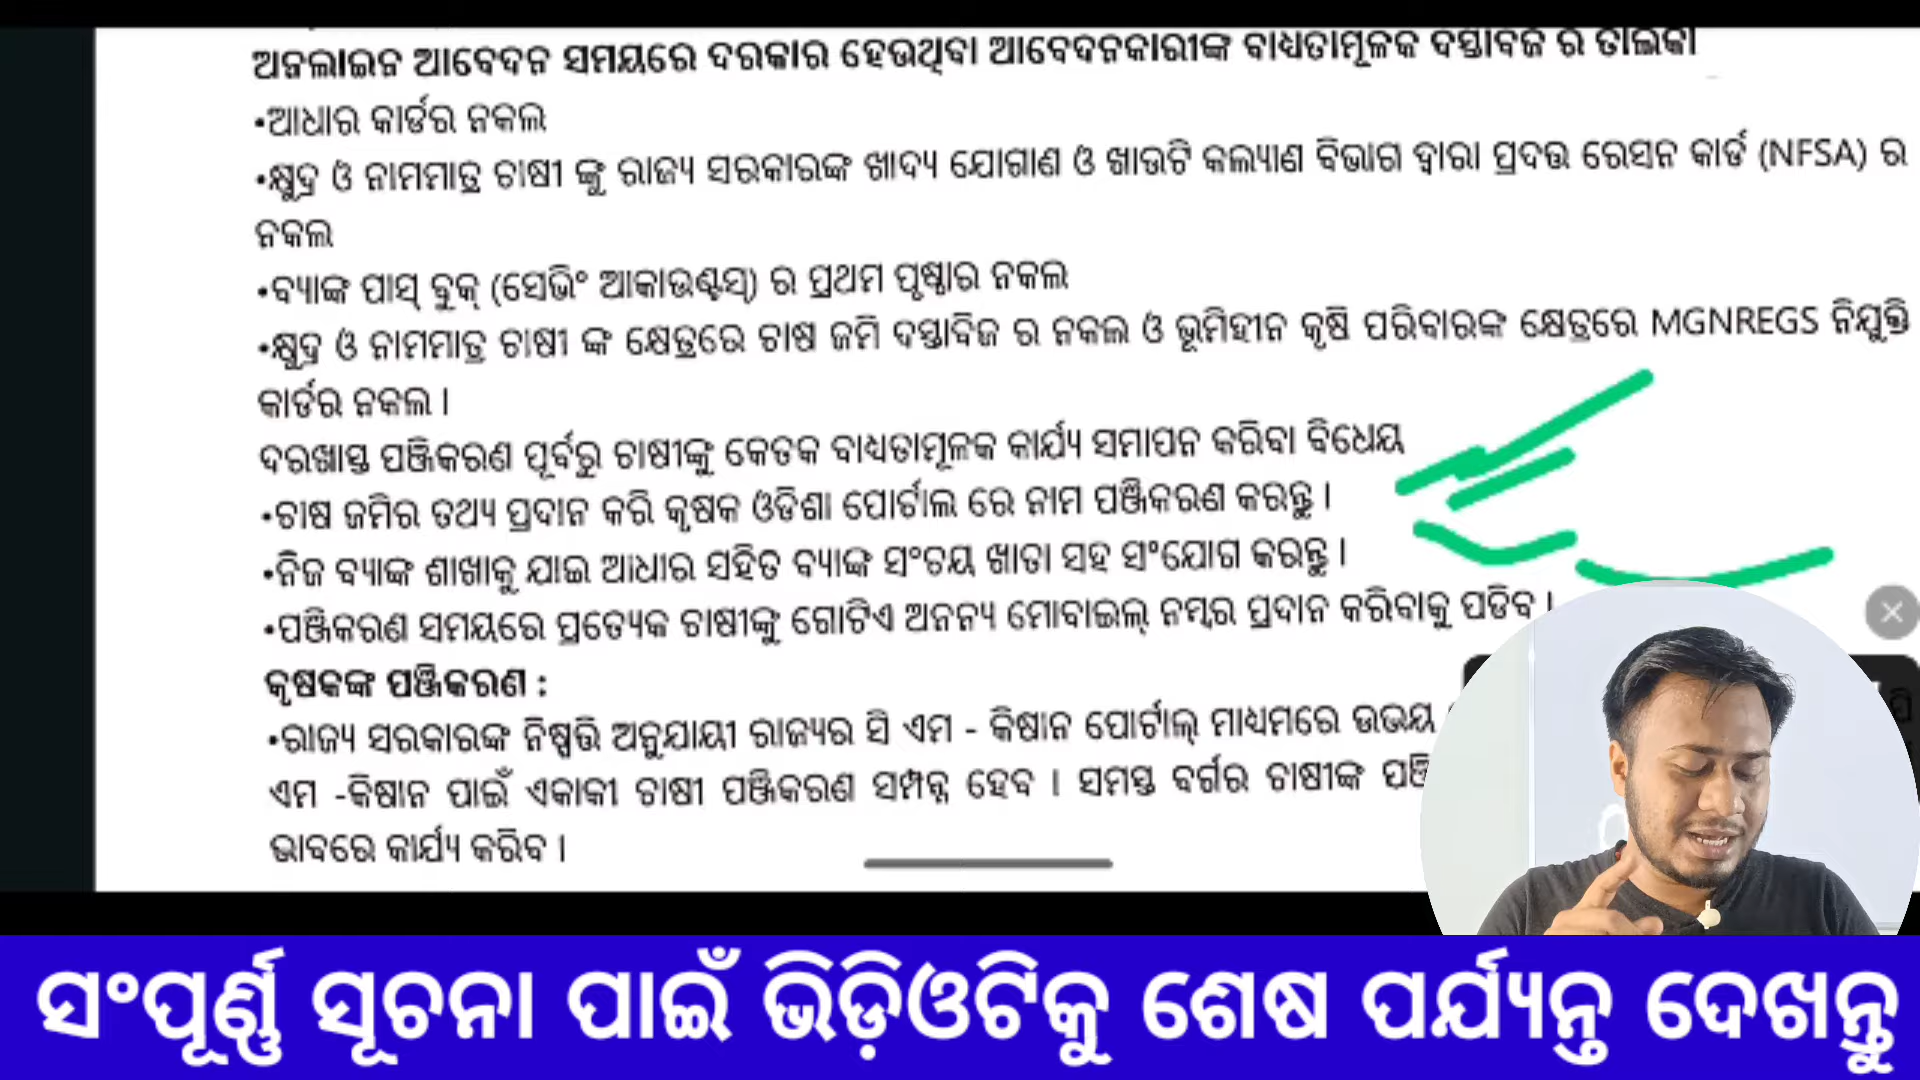 ଅନଲାଇନ ଆବେଦନ ସମୟରେ ଦରକାର ହେଉଥିବା ଆବେଦନକାରୀଙ୍କ ବାଧତାମୂଳକ ଦସ୍ତାବିଜ ର ତାଲିକା
•ଆଧାର କାର୍ଡର ନକଲ
•କ୍ଷୁଦ୍ର ଓ ନାମମାତ୍ର ଚାଷୀ ଙ୍କୁ ରାଜ୍ୟ ସରକାରଙ୍କ ଖାଦ୍ୟ ଯୋଗାଣ ଓ ଖାଉଟି କଲ୍ୟାଣ ବିଭାଗ ଦ୍ୱାରା ପ୍ରଦତ୍ତ ରେସନ କାର୍ଡ (NFSA) ର
ନକଲ
•ବ୍ୟାଙ୍କ ପାସ୍ ବୁକ୍ (ସେଭିଂ ଆକାଉଣ୍ଟସ୍) ର ପ୍ରଥମ ପୃଷ୍ଠାର ନକଲ
•କ୍ଷୁଦ୍ର ଓ ନାମମାତ୍ର ଚାଷୀ ଙ୍କ କ୍ଷେତ୍ରରେ ଚାଷ ଜମି ଦସ୍ତାବିଜ ର ନକଲ ଓ ଭୂମିହୀନ କୃଷି ପରିବାରଙ୍କ କ୍ଷେତ୍ରରେ MGNREGS ନିଯୁକ୍ତି
କାର୍ଡର ନକଲ ।
ଦରଖାସ୍ତ ପଞ୍ଜିକରଣ ପୂର୍ବରୁ ଚାଷୀଙ୍କୁ କେତକ ବାଧତାମୂଳକ କାର୍ଯ୍ୟ ସମାପନ କରିବା ବିଧେୟ
•ଚାଷ ଜମିର ତଥ୍ୟ ପ୍ରଦାନ କରି କୃଷକ ଓଡିଶା ପୋର୍ଟାଲ ରେ ନାମ ପଞ୍ଜିକରଣ କରନ୍ତୁ ।
•ନିଜ ବ୍ୟାଙ୍କ ଶାଖାକୁ ଯାଇ ଆଧାର ସହିତ ବ୍ୟାଙ୍କ ସଂଚୟ ଖାତା ସହ ସଂଯୋଗ କରନ୍ତୁ ।
•ପଞ୍ଜିକରଣ ସମୟରେ ପ୍ରତ୍ୟେକ ଚାଷୀଙ୍କୁ ଗୋଟିଏ ଅନନ୍ୟ ମୋବାଇଲ୍ ନମ୍ବର ପ୍ରଦାନ କରିବାକୁ ପଡିବ ।
କୃଷକଙ୍କ ପଞ୍ଜିକରଣ :
•ରାଜ୍ୟ ସରକାରଙ୍କ ନିଷ୍ପତ୍ତି ଅନୁଯାୟୀ ରାଜ୍ୟର ସି ଏମ - କିଷାନ ପୋର୍ଟାଲ୍ ମାଧ୍ୟମରେ ଉଭୟ
ଏମ -କିଷାନ ପାଇଁ ଏକାକୀ ଚାଷୀ ପଞ୍ଜିକରଣ ସମ୍ପନ୍ନ ହେବ । ସମସ୍ତ ବର୍ଗର ଚାଷୀଙ୍କ
ଭାବରେ କାର୍ଯ୍ୟ କରିବ ।
ସଂପୂର୍ଣ୍ଣ ସୂଚନା ପାଇଁ ଭିଡ଼ିଓଟିକୁ ଶେଷ ପର୍ଯ୍ୟନ୍ତ ଦେଖନ୍ତୁ